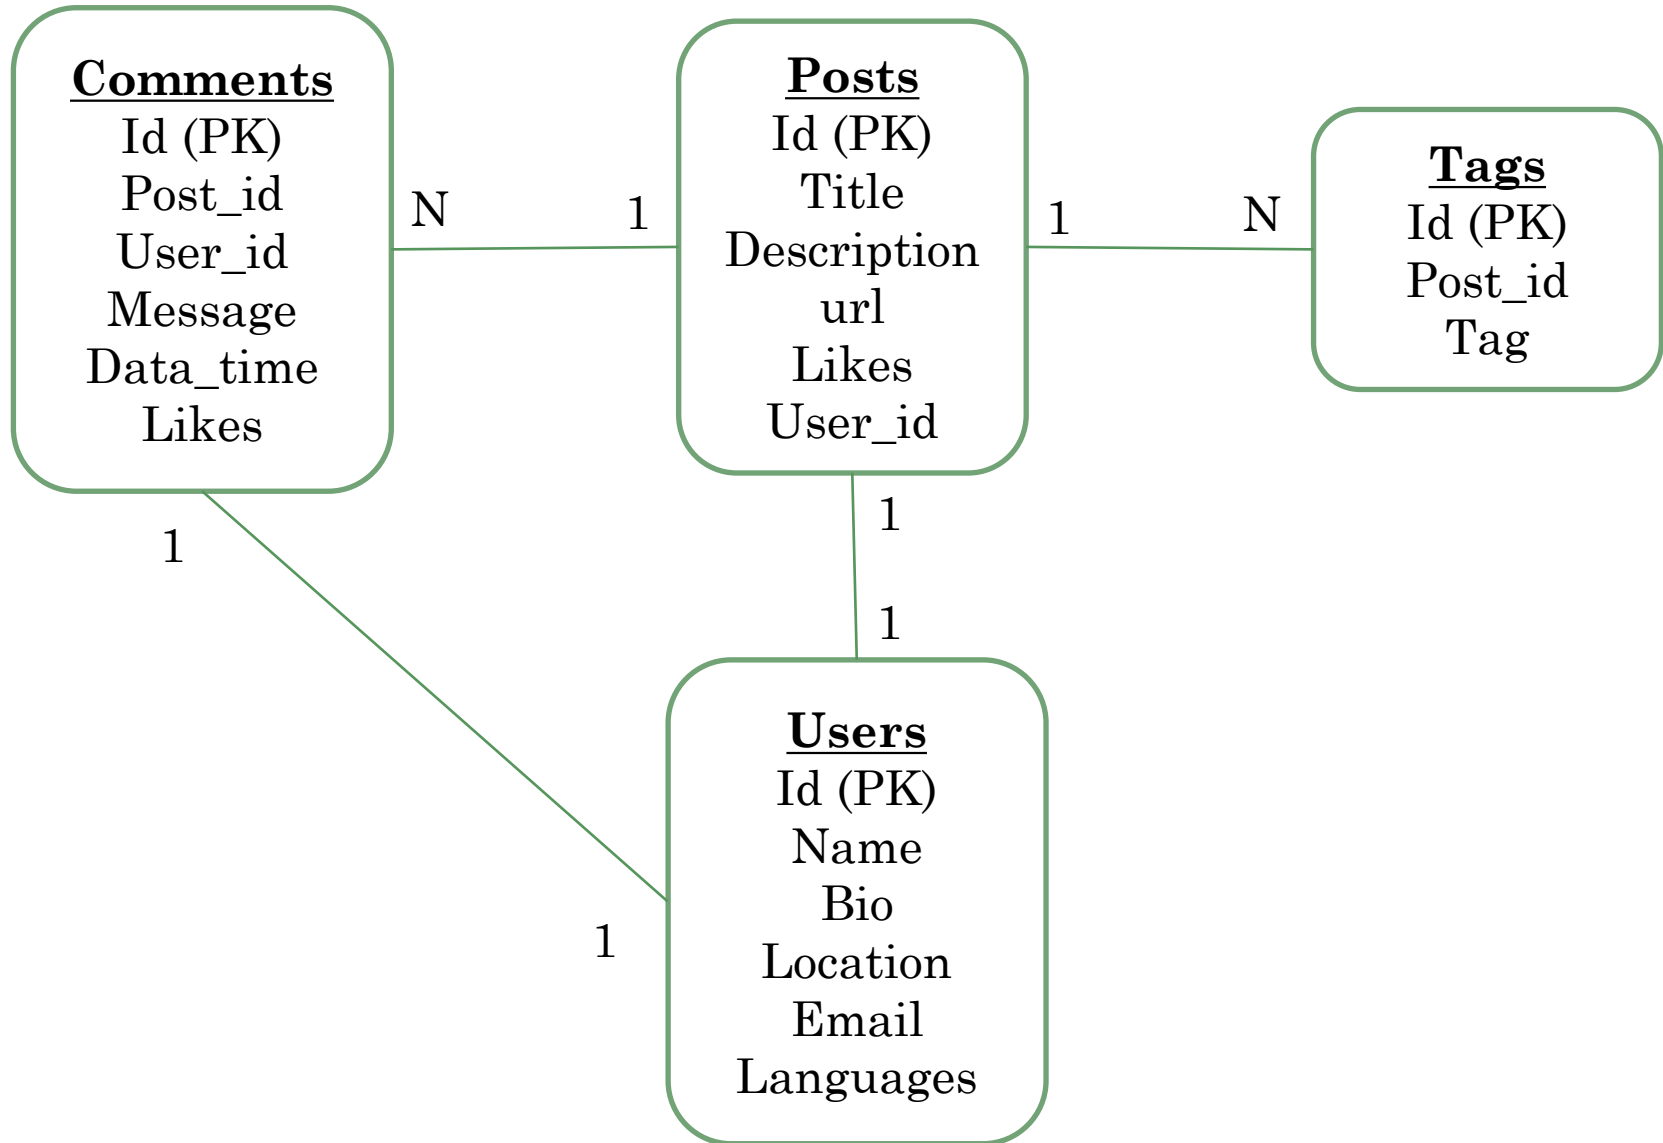 Comments
Id (PK)
Post_id
User_id
Message
Data_time
Likes
N
1
Posts
Id (PK)
Title
Description
url
Likes
User_id
1
N
Tags
Id (PK)
Post_id
Tag
1
1
1
1
Users
Id (PK)
Name
Bio
Location
Email
Languages